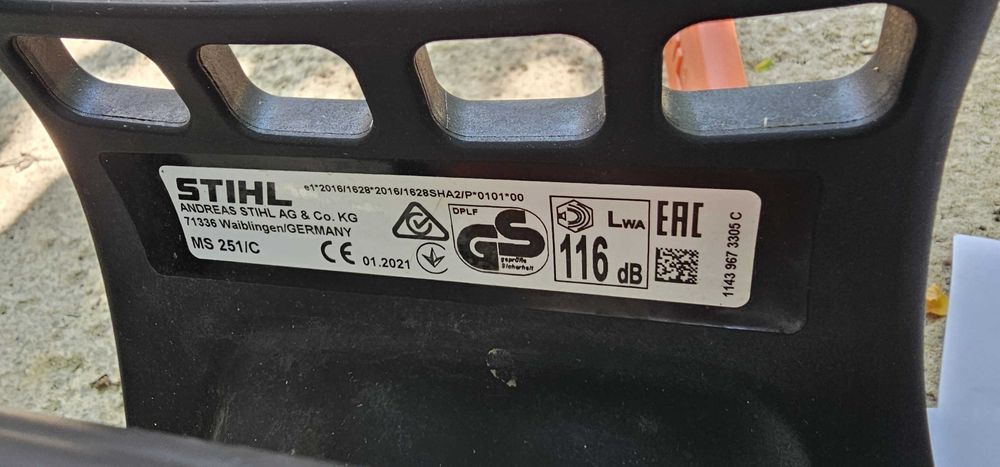 STIHL
e1*2016/1628*2016/1628SHA2/P*0101*00
ANDREAS STIHL AG & Co. KG
71336 Waiblingen/GERMANY
MS 251/C
CE 01.2021
DPLF
GS
geprüfte
Sicherheit
LWA
116 dB
EAC
1143 967 3305 C